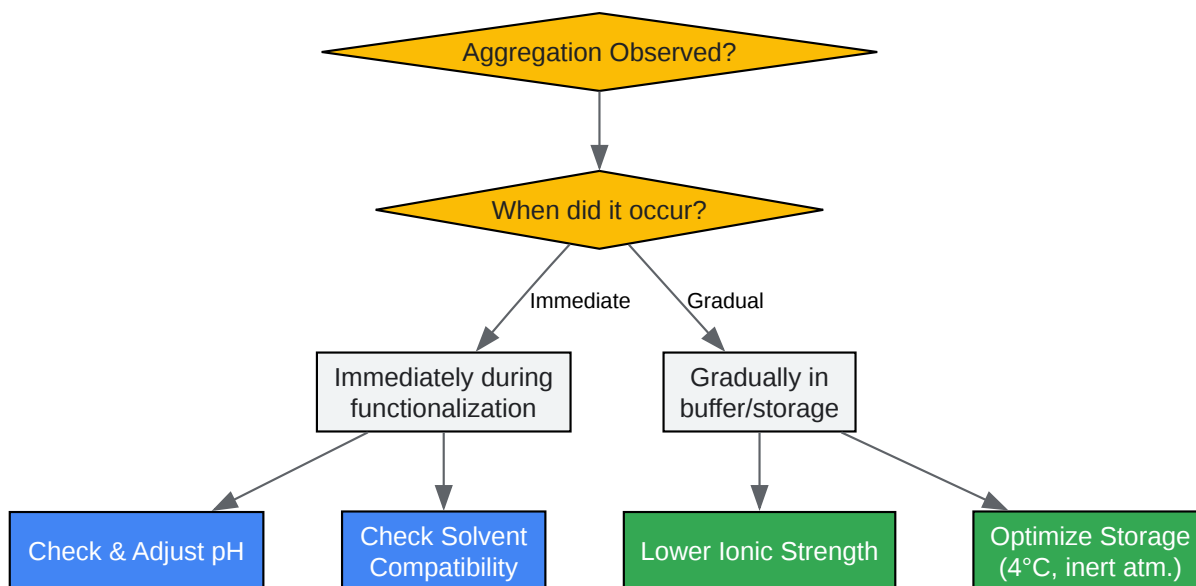 Aggregation Observed?
When did it occur?
Immediate
Gradual
Immediately during
functionalization
Gradually in
buffer/storage
Check & Adjust pH
Check Solvent
Compatibility
Lower Ionic Strength
Optimize Storage
(4°C, inert atm.)